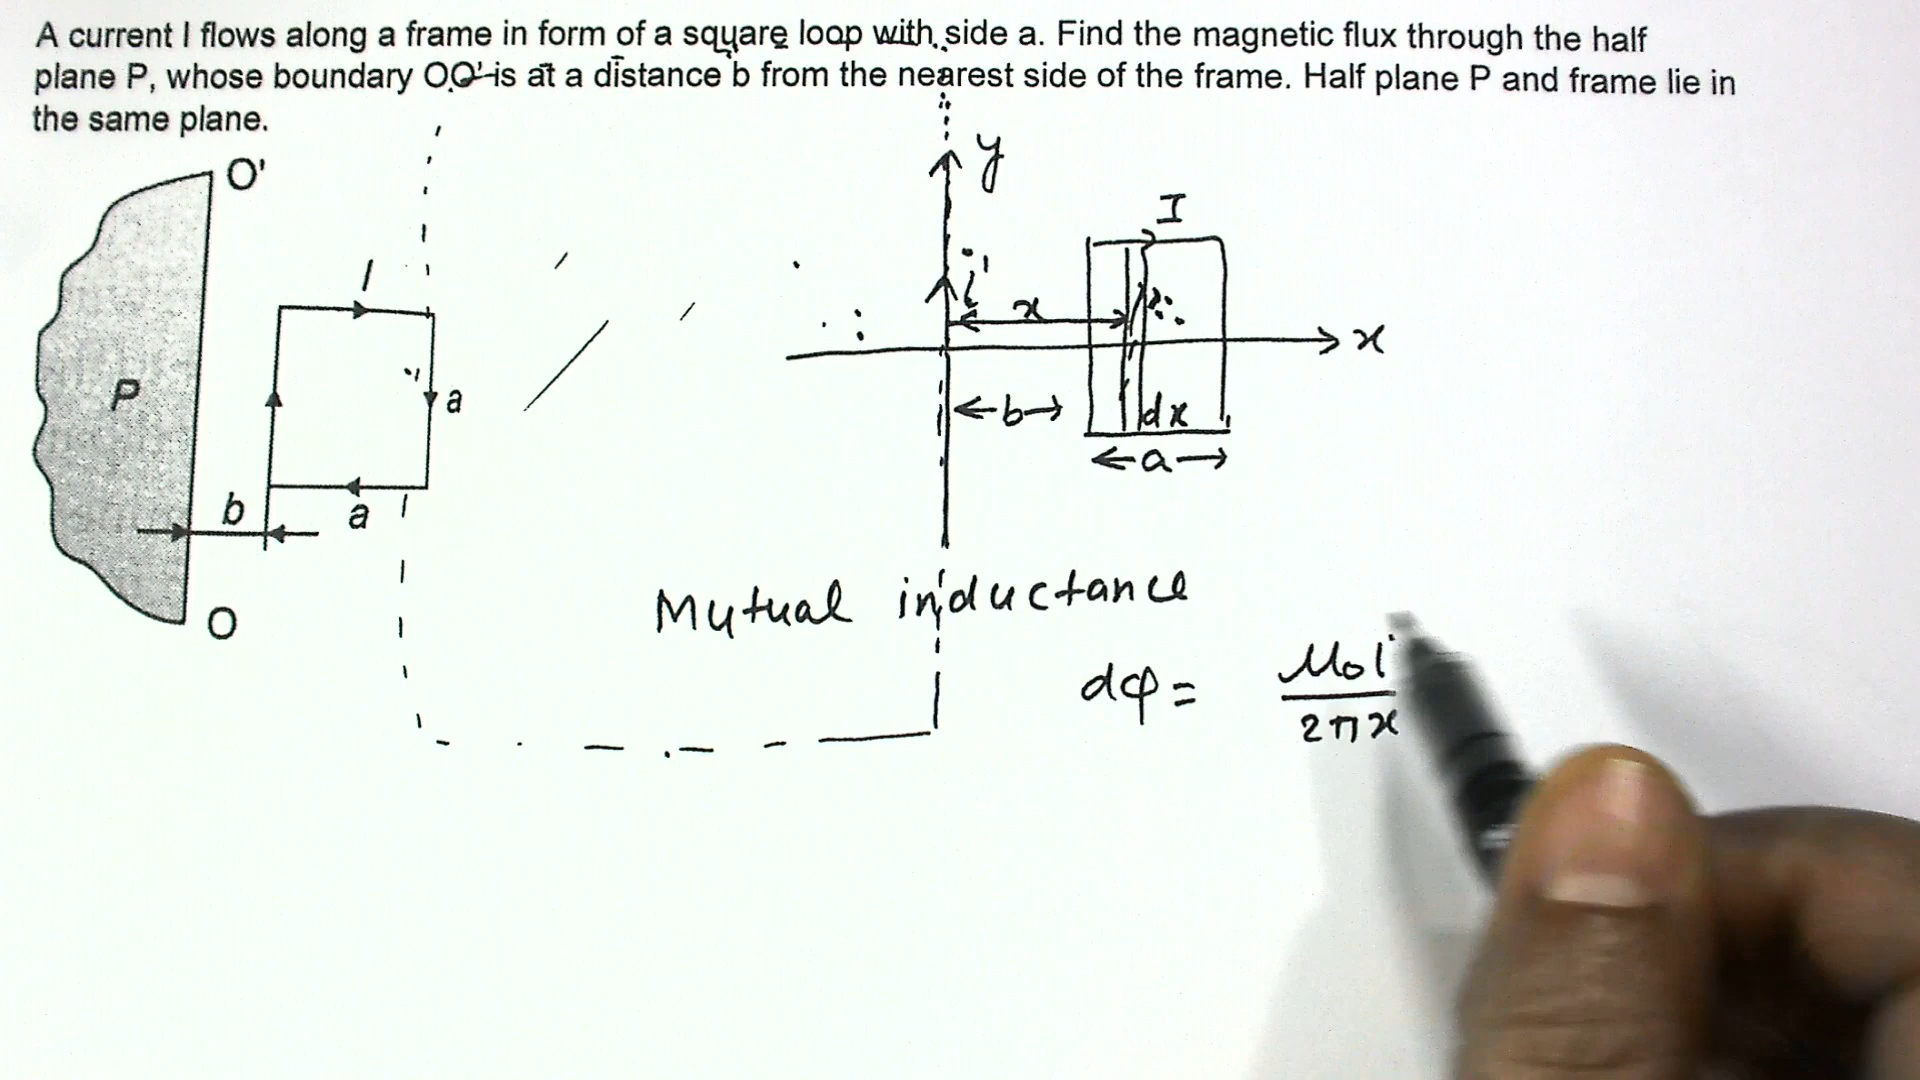 A current I flows along a frame in form of a square loop with side a. Find the magnetic flux through the half
plane P, whose boundary OO' is at a distance b from the nearest side of the frame. Half plane P and frame lie in
the same plane.
O'
I
P
a
b
a
O
y
I
i
x
x
b
dx
a
Mutual inductance
dφ = μ₀i
2πx